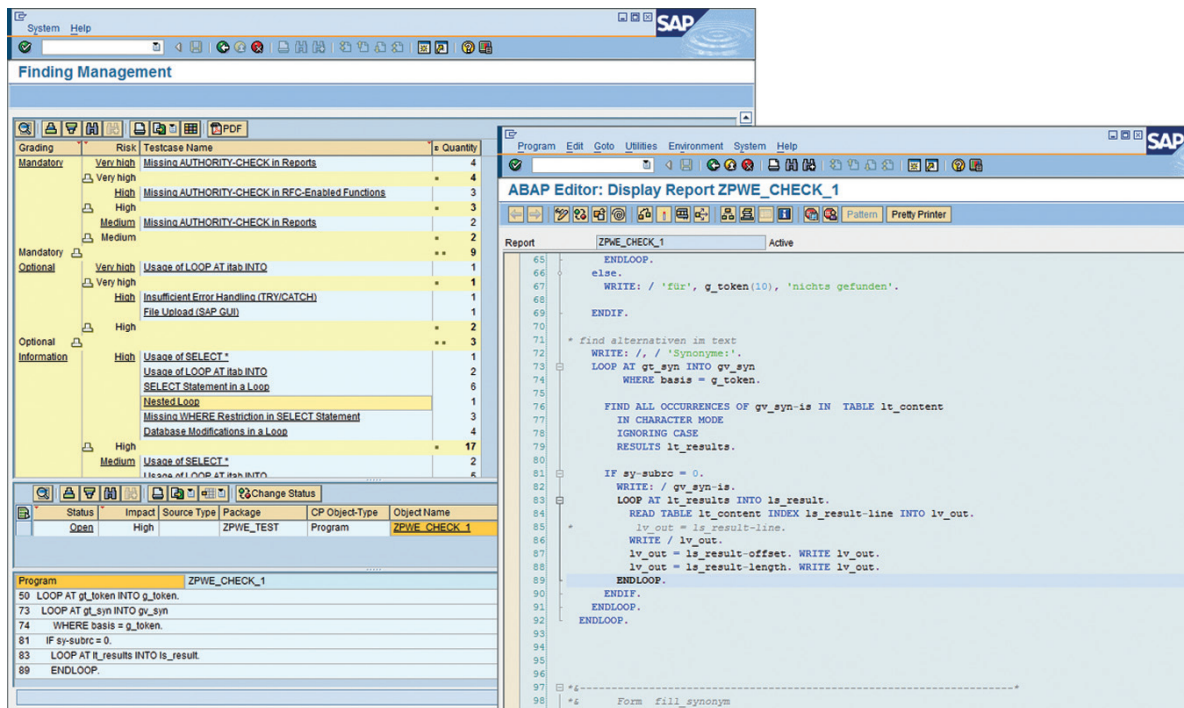 System Help
SAP
Finding Management
PDF
Grading Risk Testcase Name Quantity
Mandatory Very high Missing AUTHORITY-CHECK in Reports 4
Very high 4
High Missing AUTHORITY-CHECK in RFC-Enabled Functions 3
High 3
Medium Missing AUTHORITY-CHECK in Reports 2
Medium 2
Mandatory 9
Optional Very high Usage of LOOP AT itab INTO 1
Very high 1
High Insufficient Error Handling (TRY/CATCH) 1
File Upload (SAP GUI) 1
High 2
Optional 3
Information High Usage of SELECT * 1
Usage of LOOP AT itab INTO 2
SELECT Statement in a Loop 6
Nested Loop 1
Missing WHERE Restriction in SELECT Statement 3
Database Modifications in a Loop 4
High 17
Medium Usage of SELECT * 2
Usage of LOOP AT itab INTO 6
Change Status
Status Impact Source Type Package CP Object-Type Object Name
Open High ZPWE_TEST Program ZPWE_CHECK_1
Program ZPWE_CHECK_1
50 LOOP AT gt_token INTO g_token.
73 LOOP AT gt_syn INTO gv_syn
74 WHERE basis = g_token.
81 IF sy-subrc = 0.
83 LOOP AT lt_results INTO ls_result.
89 ENDLOOP.
Program Edit Goto Utilities Environment System Help
SAP
ABAP Editor: Display Report ZPWE_CHECK_1
Pattern Pretty Printer
Report ZPWE_CHECK_1 Active
65 ENDLOOP.
66 else.
67 WRITE: / 'für', g_token(10), 'nichts gefunden'.
68
69 ENDIF.
70
71 * find alternativen im text
72 WRITE: /, / 'Synonyme:'.
73 LOOP AT gt_syn INTO gv_syn
74 WHERE basis = g_token.
75
76 FIND ALL OCCURRENCES OF gv_syn-is IN TABLE lt_content
77 IN CHARACTER MODE
78 IGNORING CASE
79 RESULTS lt_results.
80
81 IF sy-subrc = 0.
82 WRITE: / gv_syn-is.
83 LOOP AT lt_results INTO ls_result.
84 READ TABLE lt_content INDEX ls_result-line INTO lv_out.
85 * lv_out = ls_result-line.
86 WRITE / lv_out.
87 lv_out = ls_result-offset. WRITE lv_out.
88 lv_out = ls_result-length. WRITE lv_out.
89 ENDLOOP.
90 ENDIF.
91 ENDLOOP.
92 ENDLOOP.
93
94
95
96
97 *&---------------------------------------------------------------------*
98 *& Form fill_synonym